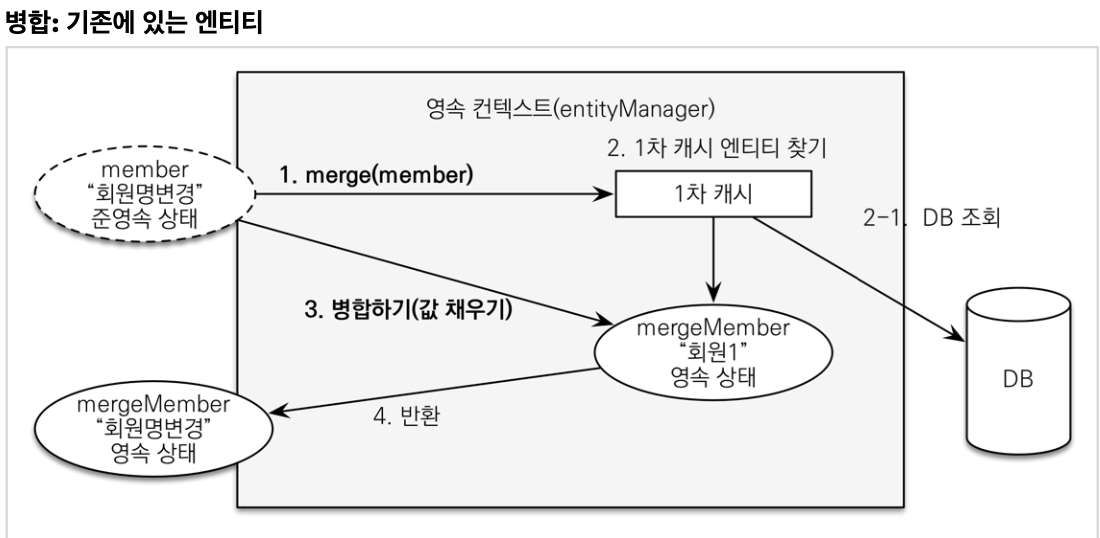 병합: 기존에 있는 엔티티
영속 컨텍스트(entityManager)
2. 1차 캐시 엔티티 찾기
member
“회원명변경”
준영속 상태
1. merge(member)
1차 캐시
2-1. DB 조회
3. 병합하기(값 채우기)
mergeMember
“회원1”
영속 상태
DB
mergeMember
“회원명변경”
영속 상태
4. 반환